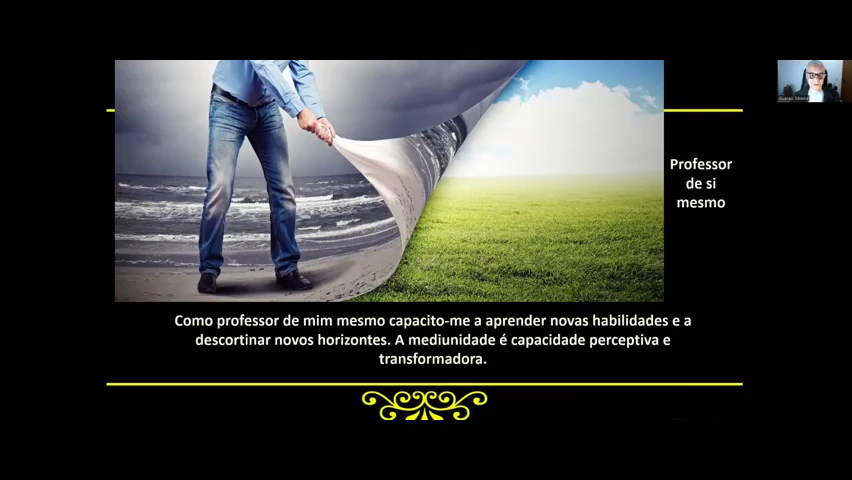 Professor
de si
mesmo
Como professor de mim mesmo capacito-me a aprender novas habilidades e a
descortinar novos horizontes. A mediunidade é capacidade perceptiva e
transformadora.